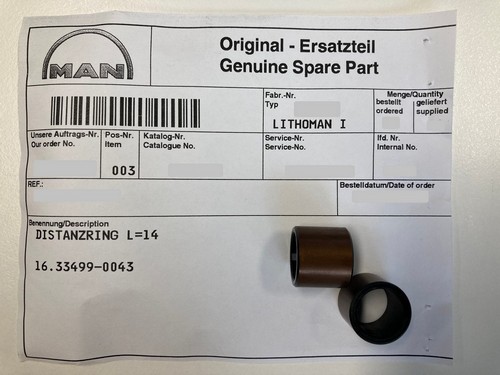 MAN
Original - Ersatzteil
Genuine Spare Part
Fabr.-Nr.
Typ
LITHOMAN I
Menge/Quantity
bestellt geliefert
ordered supplied
Unsere Auftrags-Nr.
Our order No.
Pos-Nr.
Item
003
Katalog-Nr.
Catalogue No.
Service-Nr.
Service-No.
lfd. Nr.
Internal No.
REF.:
Bestelldatum/Date of order
Benennung/Description
DISTANZRING L=14
16.33499-0043